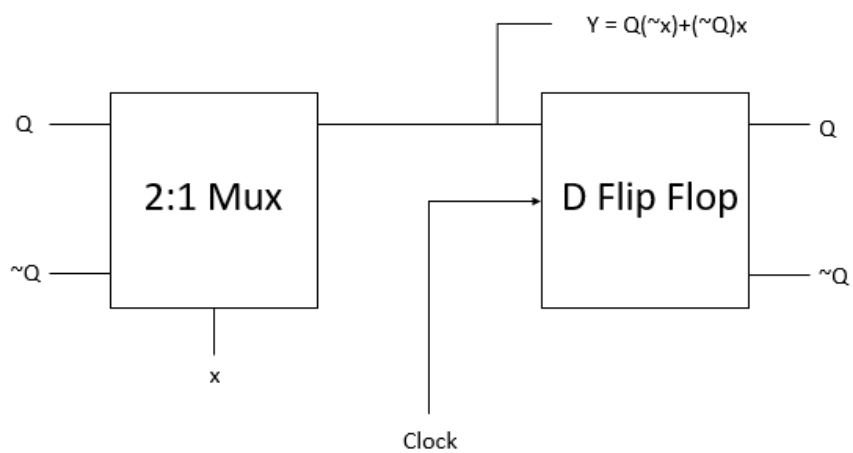 Y = Q(~x)+(~Q)x
Q
2:1 Mux
D Flip Flop
Q
~Q
~Q
x
Clock